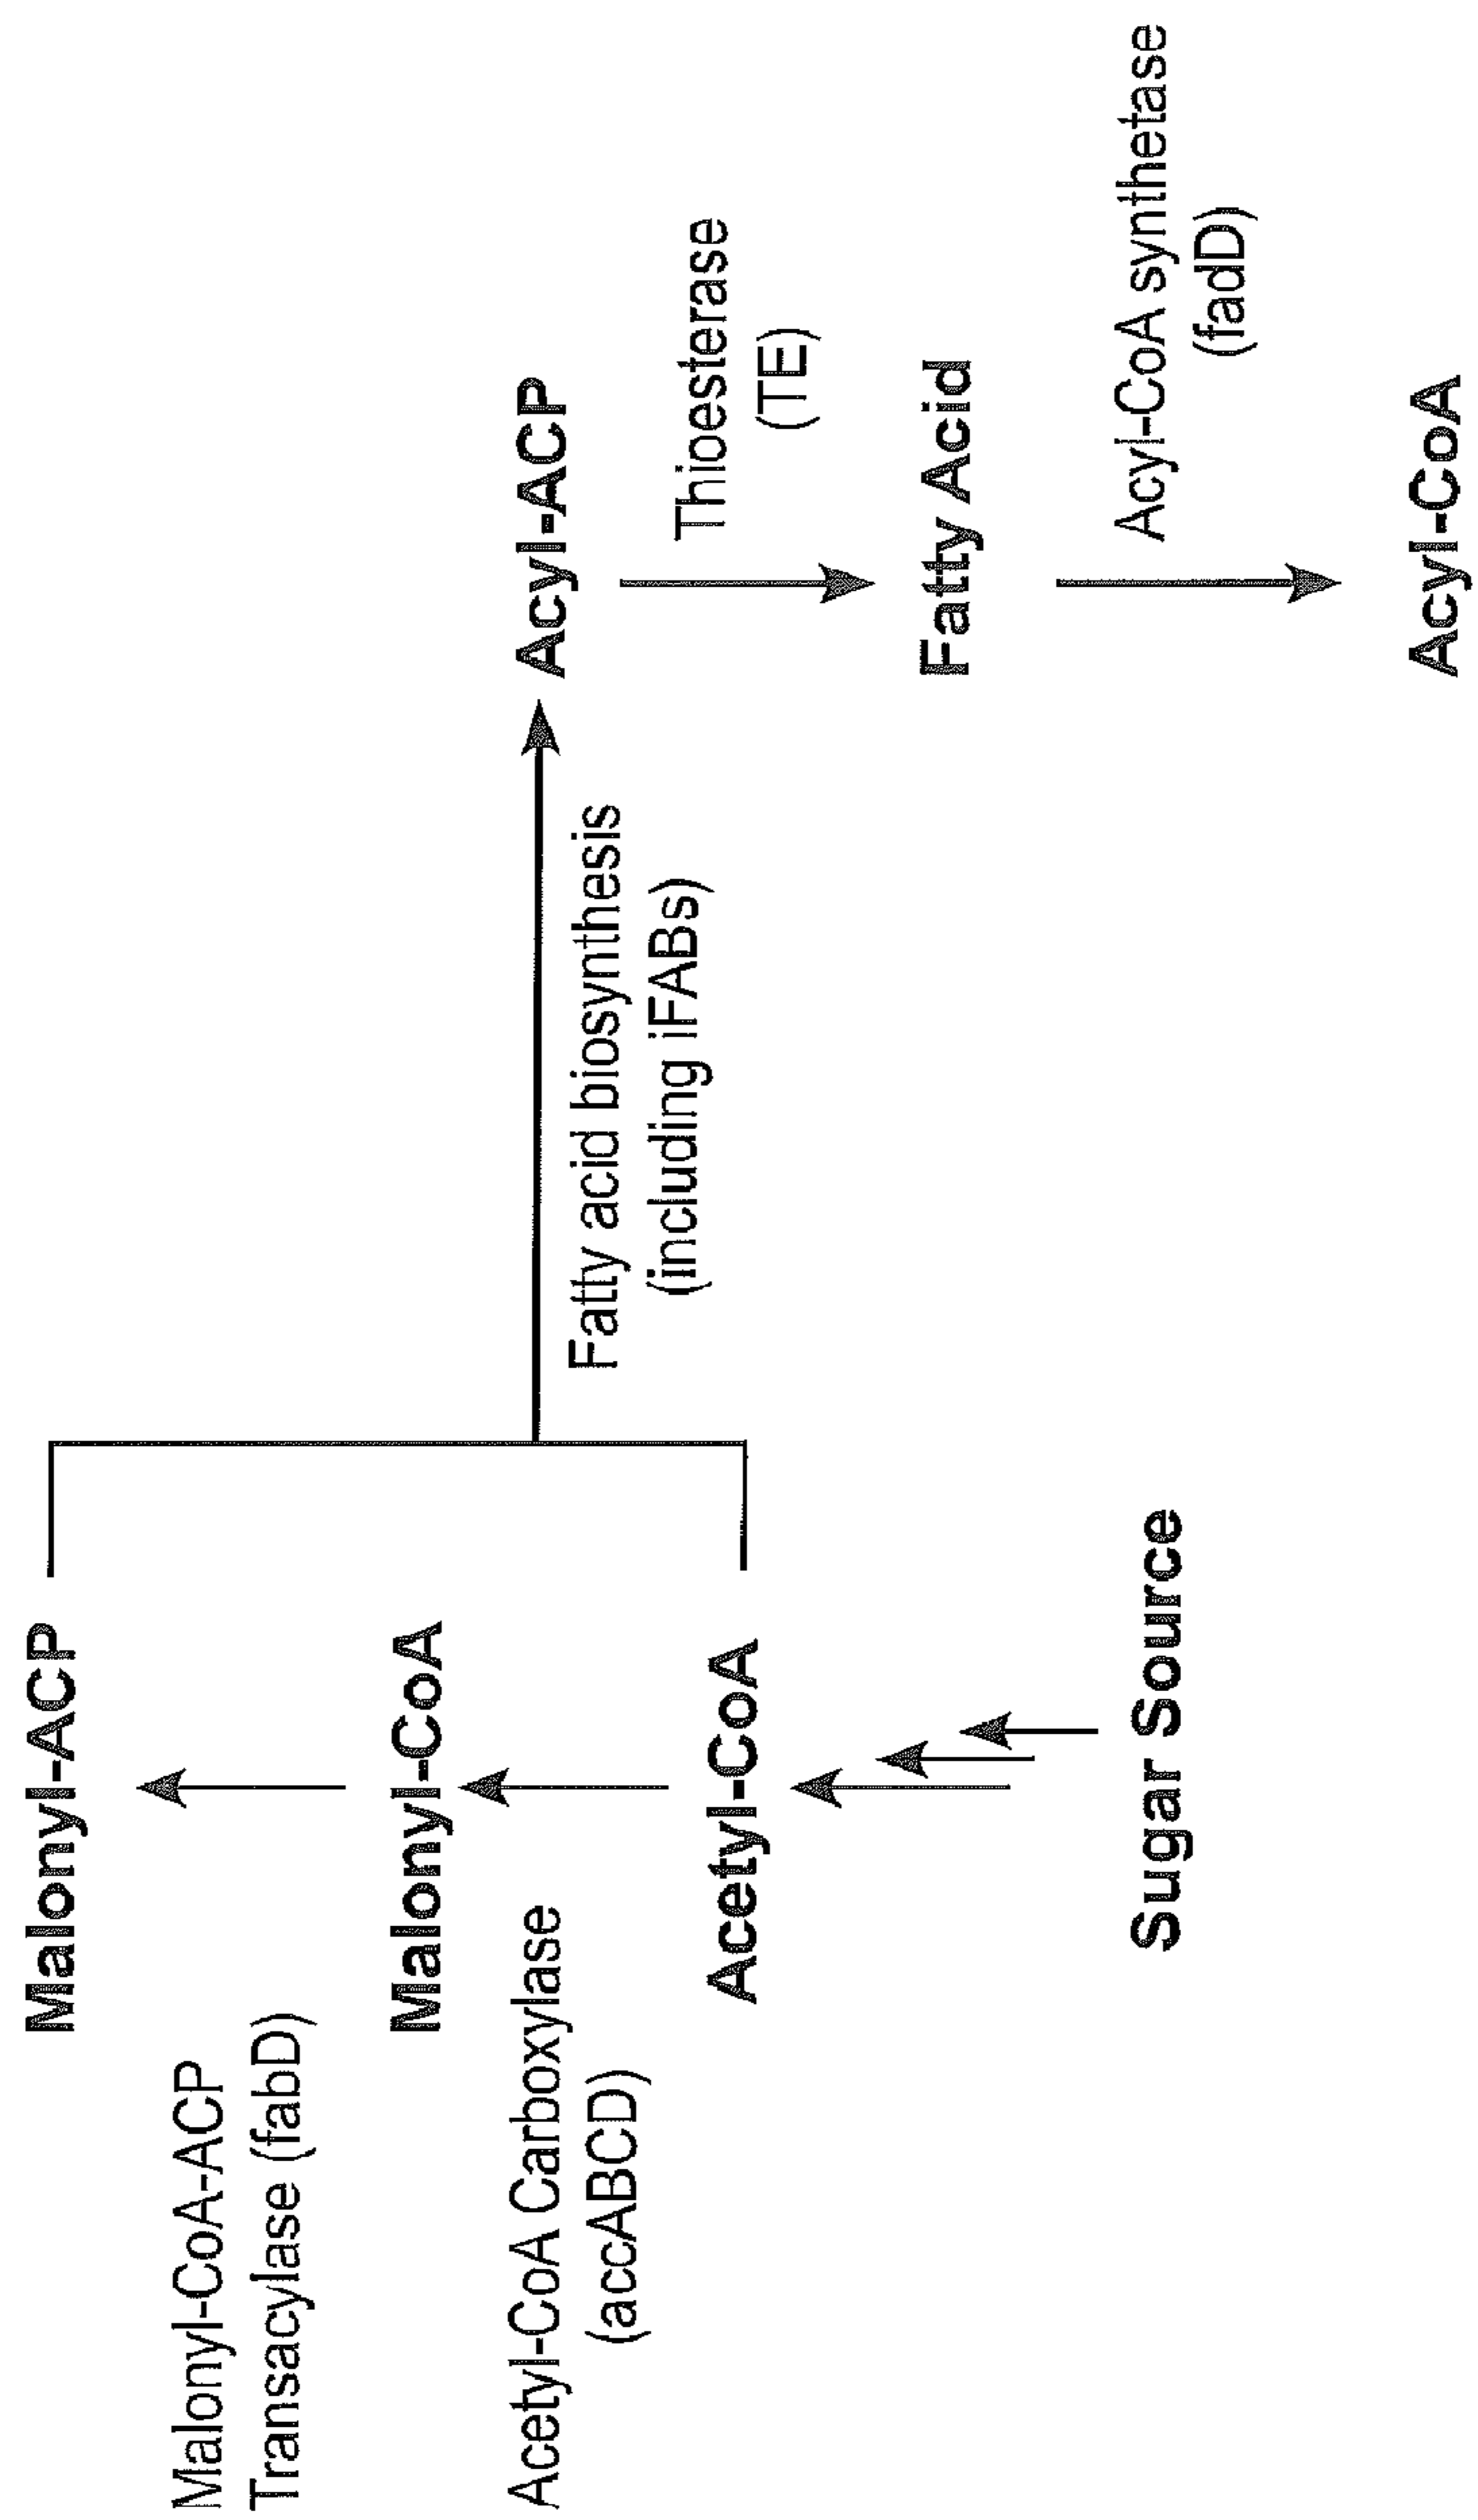 Malonyl-ACP
Malonyl-CoA-ACP
Transacylase (fabD)
Malonyl-CoA
Acetyl-CoA Carboxylase
(accABCD)
Acetyl-CoA
Sugar Source
Fatty acid biosynthesis
(including iFABs)
Acyl-ACP
Thioesterase
(TE)
Fatty Acid
Acyl-CoA synthetase
(fadD)
Acyl-CoA